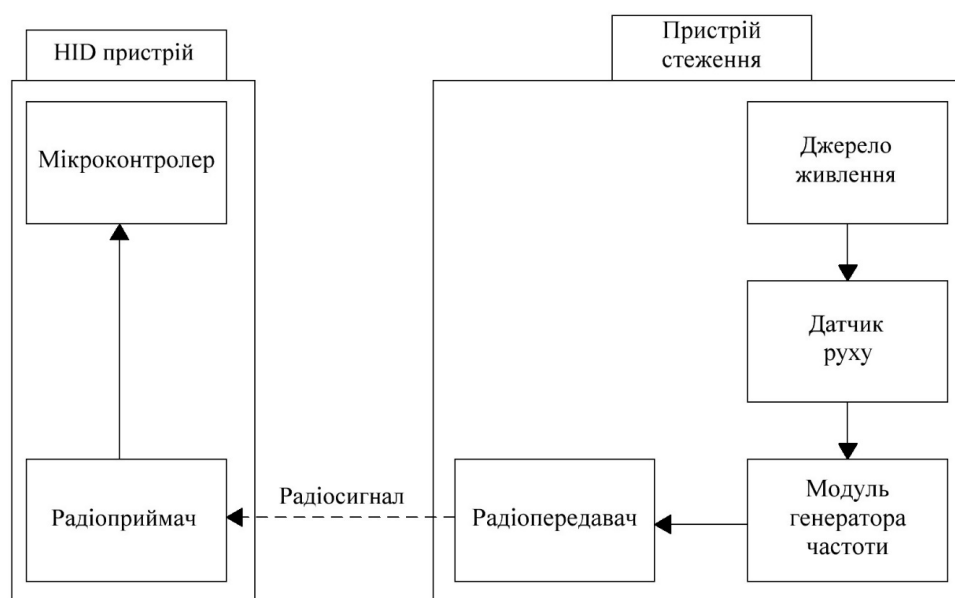 HID пристрій
Мікроконтролер
Радіоприймач
Радіосигнал
Пристрій
стеження
Джерело
живлення
Датчик
руху
Модуль
генератора
частоти
Радіопередавач